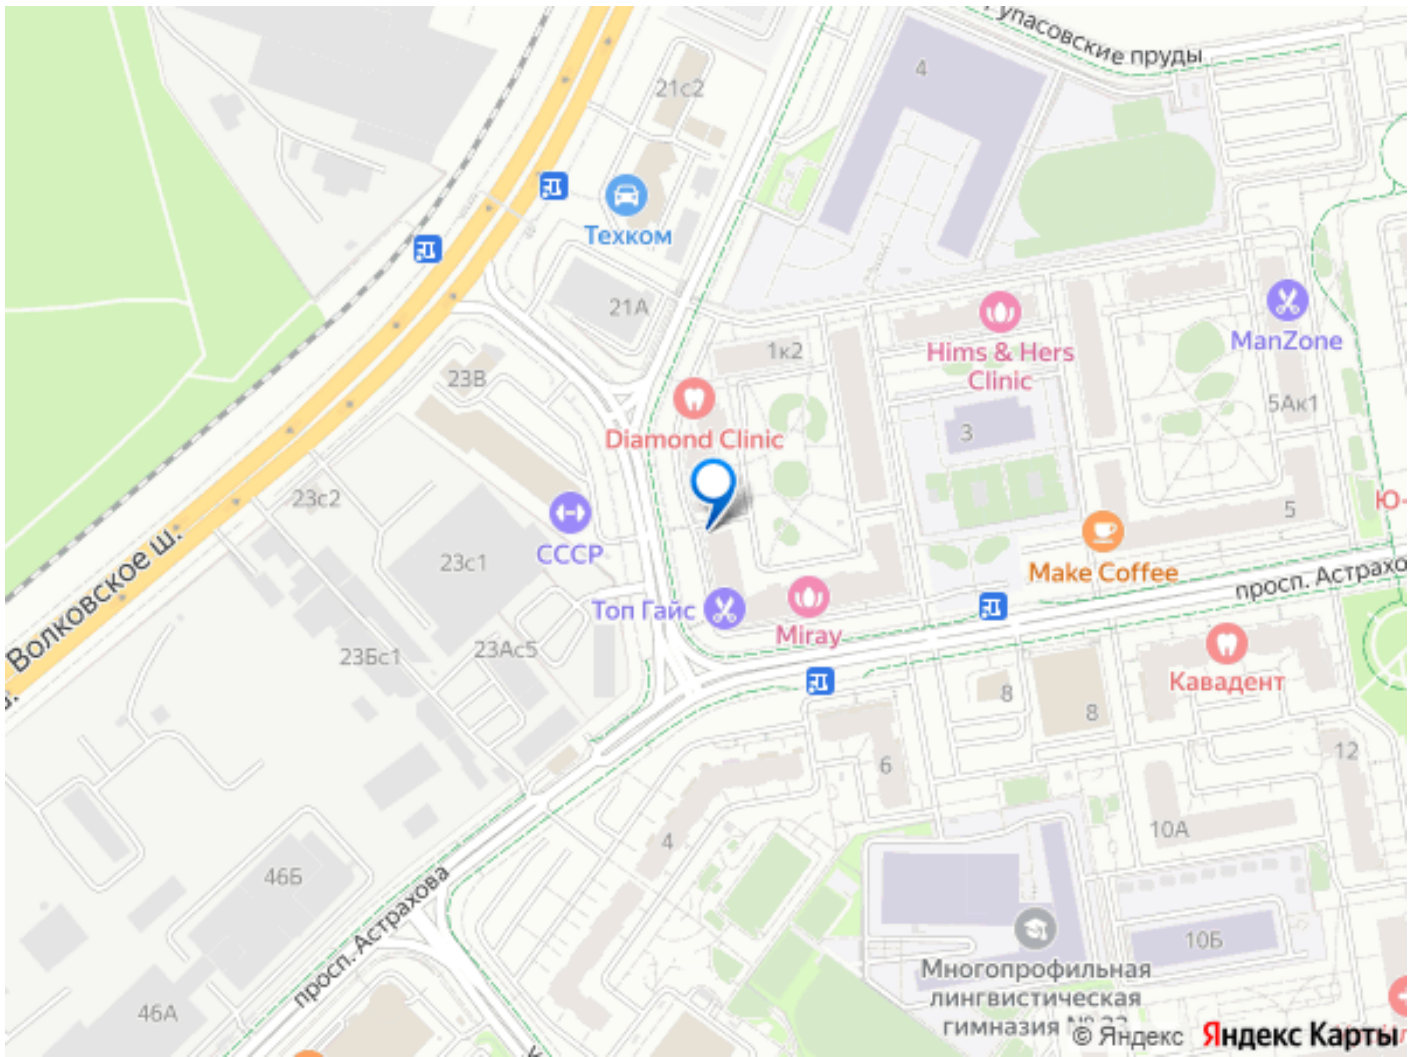 упасовские пруды
4
21с2
Техком
21А
1к2
Hims & Hers
Clinic
ManZone
23В
Diamond Clinic
5Ак1
3
23с2
СССР
5
Ю-
23с1
Make Coffee
Волковское ш.
просп. Астрахо
Топ Гайс
Miray
23Бс1
23Ас5
Кавадент
8
8
12
6
4
10А
46Б
просп. Астрахова
10Б
Многопрофильная
лингвистическая
гимназия №
46А
© Яндекс
Яндекс Карты